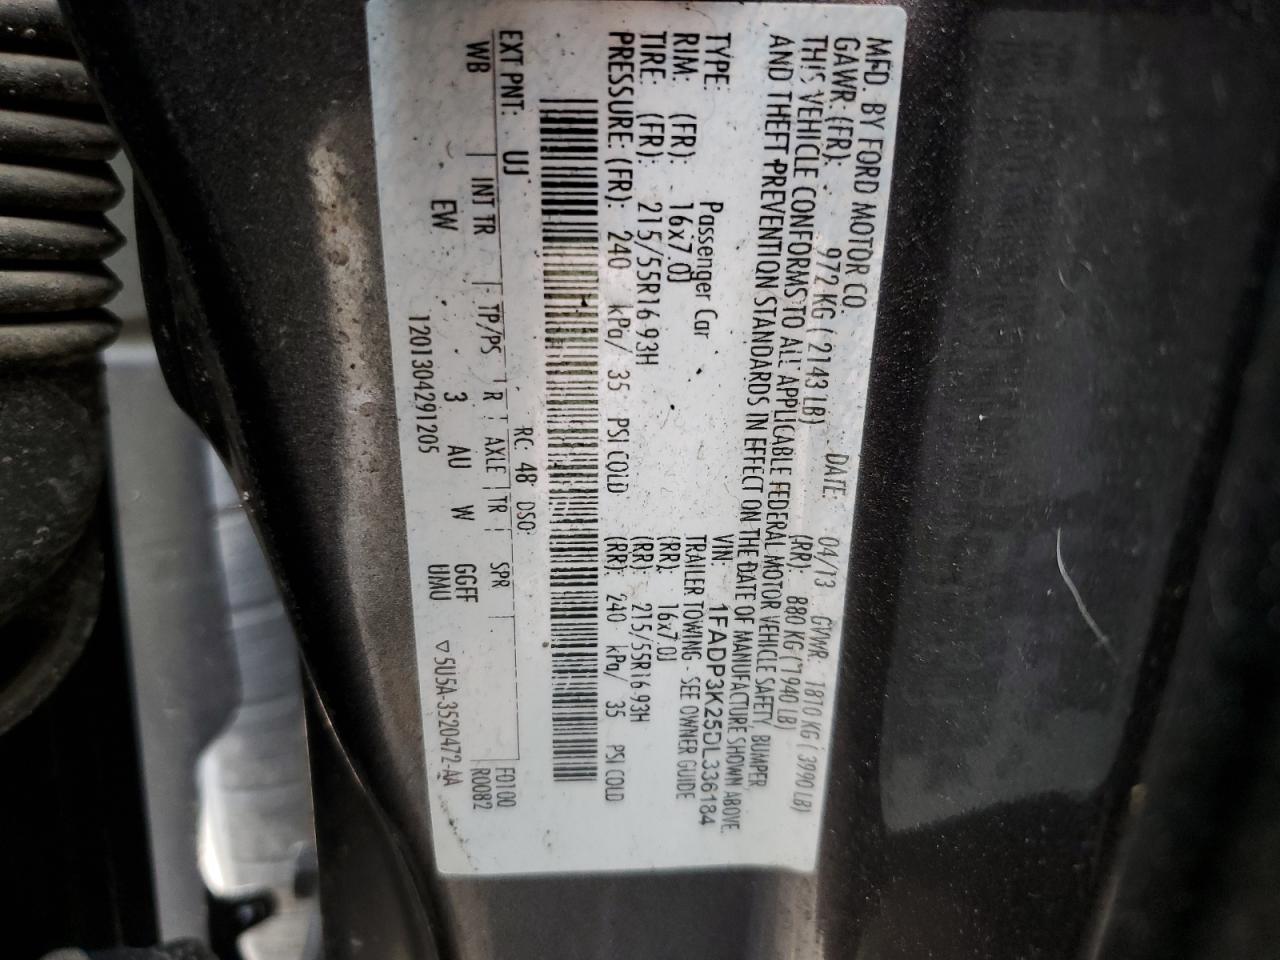 MFD. BY FORD MOTOR CO.
DATE: 04/13 GVWR: 1810 KG ( 3990 LB)
GAWR: (FR): 972 KG ( 2143 LB) (RR): 880 KG (1940 LB)
THIS VEHICLE CONFORMS TO ALL APPLICABLE FEDERAL MOTOR VEHICLE SAFETY, BUMPER,
AND THEFT PREVENTION STANDARDS IN EFFECT ON THE DATE OF MANUFACTURE SHOWN ABOVE.
VIN: 1FADP3K25DL336184
TYPE: Passenger Car TRAILER TOWING - SEE OWNER GUIDE
RIM: (FR): 16x7.0J (RR): 16x7.0J
TIRE: (FR): 215/55R16 93H (RR): 215/55R16 93H
PRESSURE: (FR): 240 kPa/ 35 PSI COLD (RR): 240 kPa/ 35 PSI COLD
EXT PNT: UJ RC: 48 DSO: F0100
WB INT TR TP/PS R AXLE TR SPR R0082
EW 3 AU W GGFF
UMU
1201304291205 ▽5U5A-3520472-AA